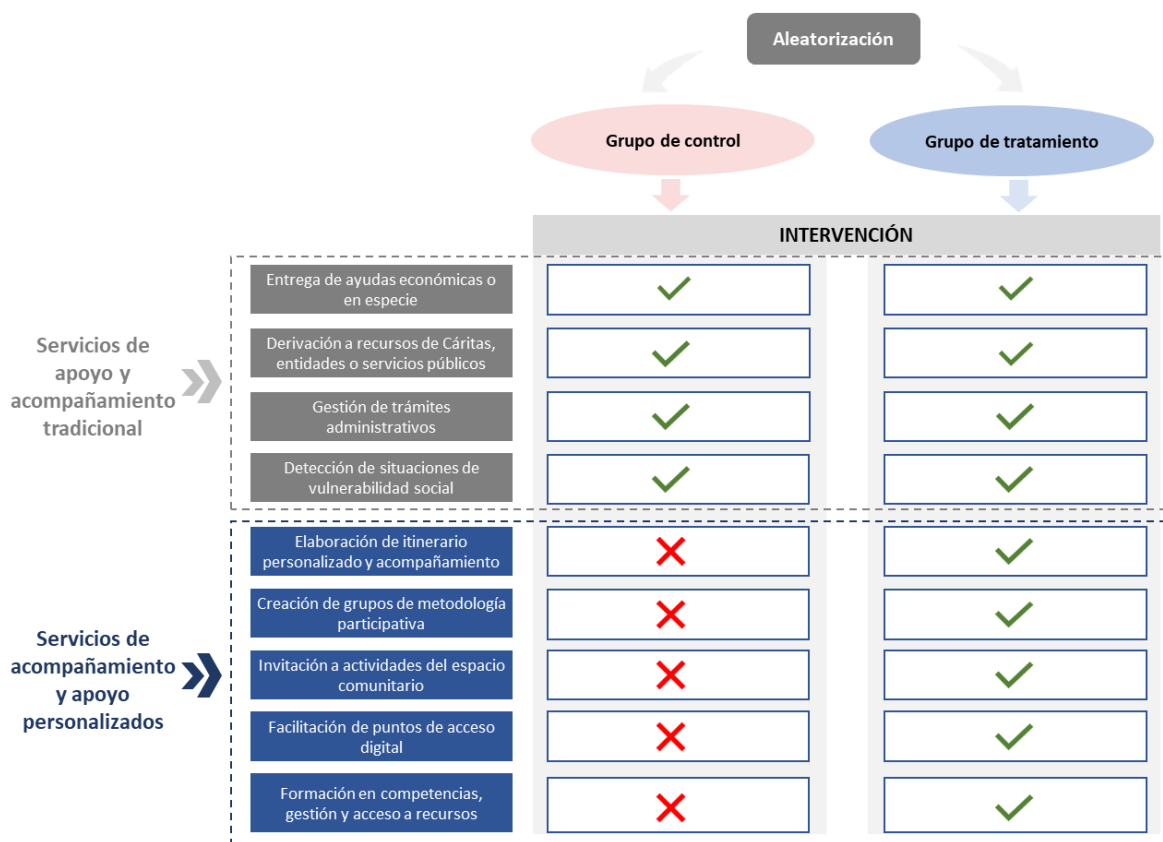 Aleatorización
Grupo de control
Grupo de tratamiento
INTERVENCIÓN
Servicios de
apoyo y
acompañamiento
tradicional
Entrega de ayudas económicas o
en especie
Derivación a recursos de Cáritas,
entidades o servicios públicos
Gestión de trámites
administrativos
Detección de situaciones de
vulnerabilidad social
Servicios de
acompañamiento
y apoyo
personalizados
Elaboración de itinerario
personalizado y acompañamiento
Creación de grupos de metodología
participativa
Invitación a actividades del espacio
comunitario
Facilitación de puntos de acceso
digital
Formación en competencias,
gestión y acceso a recursos